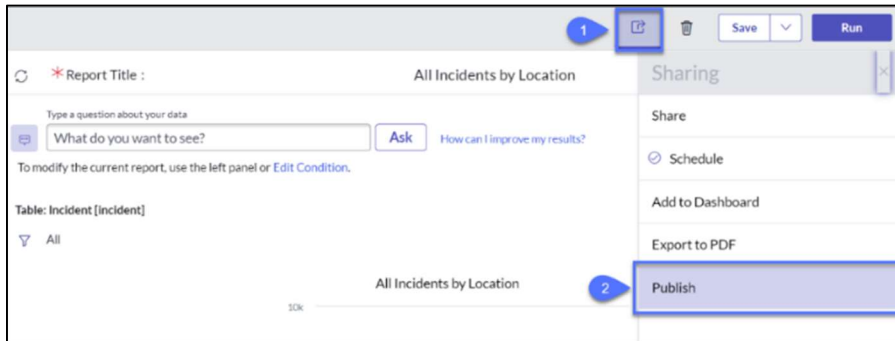 1
Save
Run
*Report Title :
All Incidents by Location
Sharing
×
Type a question about your data
What do you want to see?
Ask
How can I improve my results?
To modify the current report, use the left panel or Edit Condition.
Table: Incident [incident]
All
All Incidents by Location
10k
Share
Schedule
Add to Dashboard
Export to PDF
2
Publish